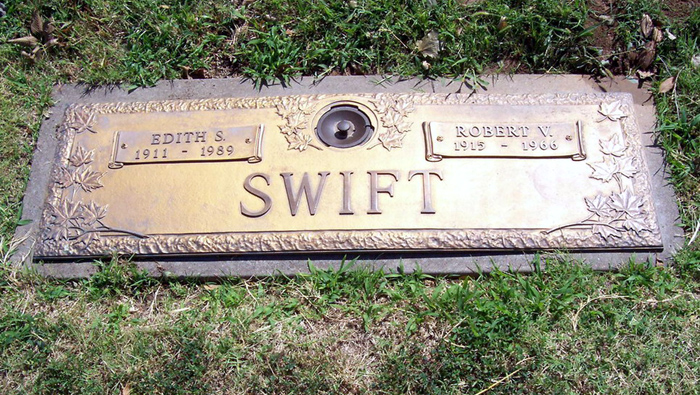 EDITH S.
1911 - 1989
ROBERT V.
1915 - 1966
SWIFT